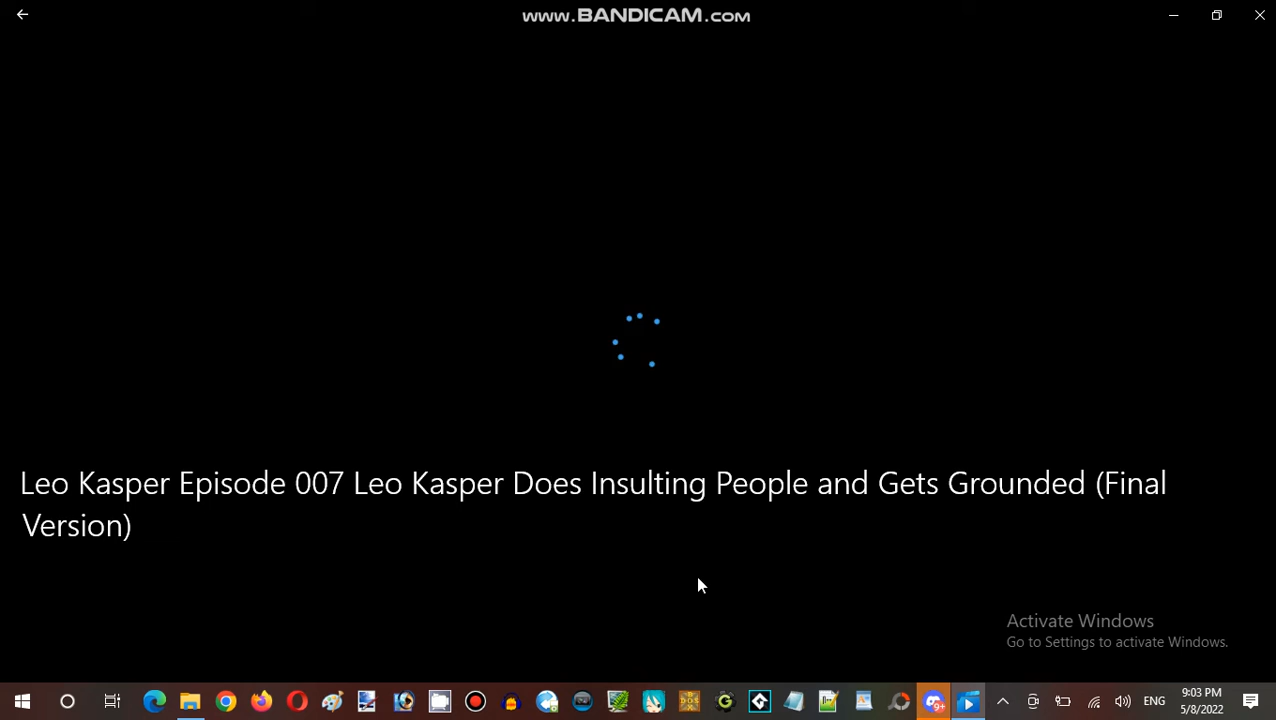 www.BANDICAM.com
Leo Kasper Episode 007 Leo Kasper Does Insulting People and Gets Grounded (Final
Version)
Activate Windows
Go to Settings to activate Windows.
9+
ENG
9:03 PM
5/8/2022